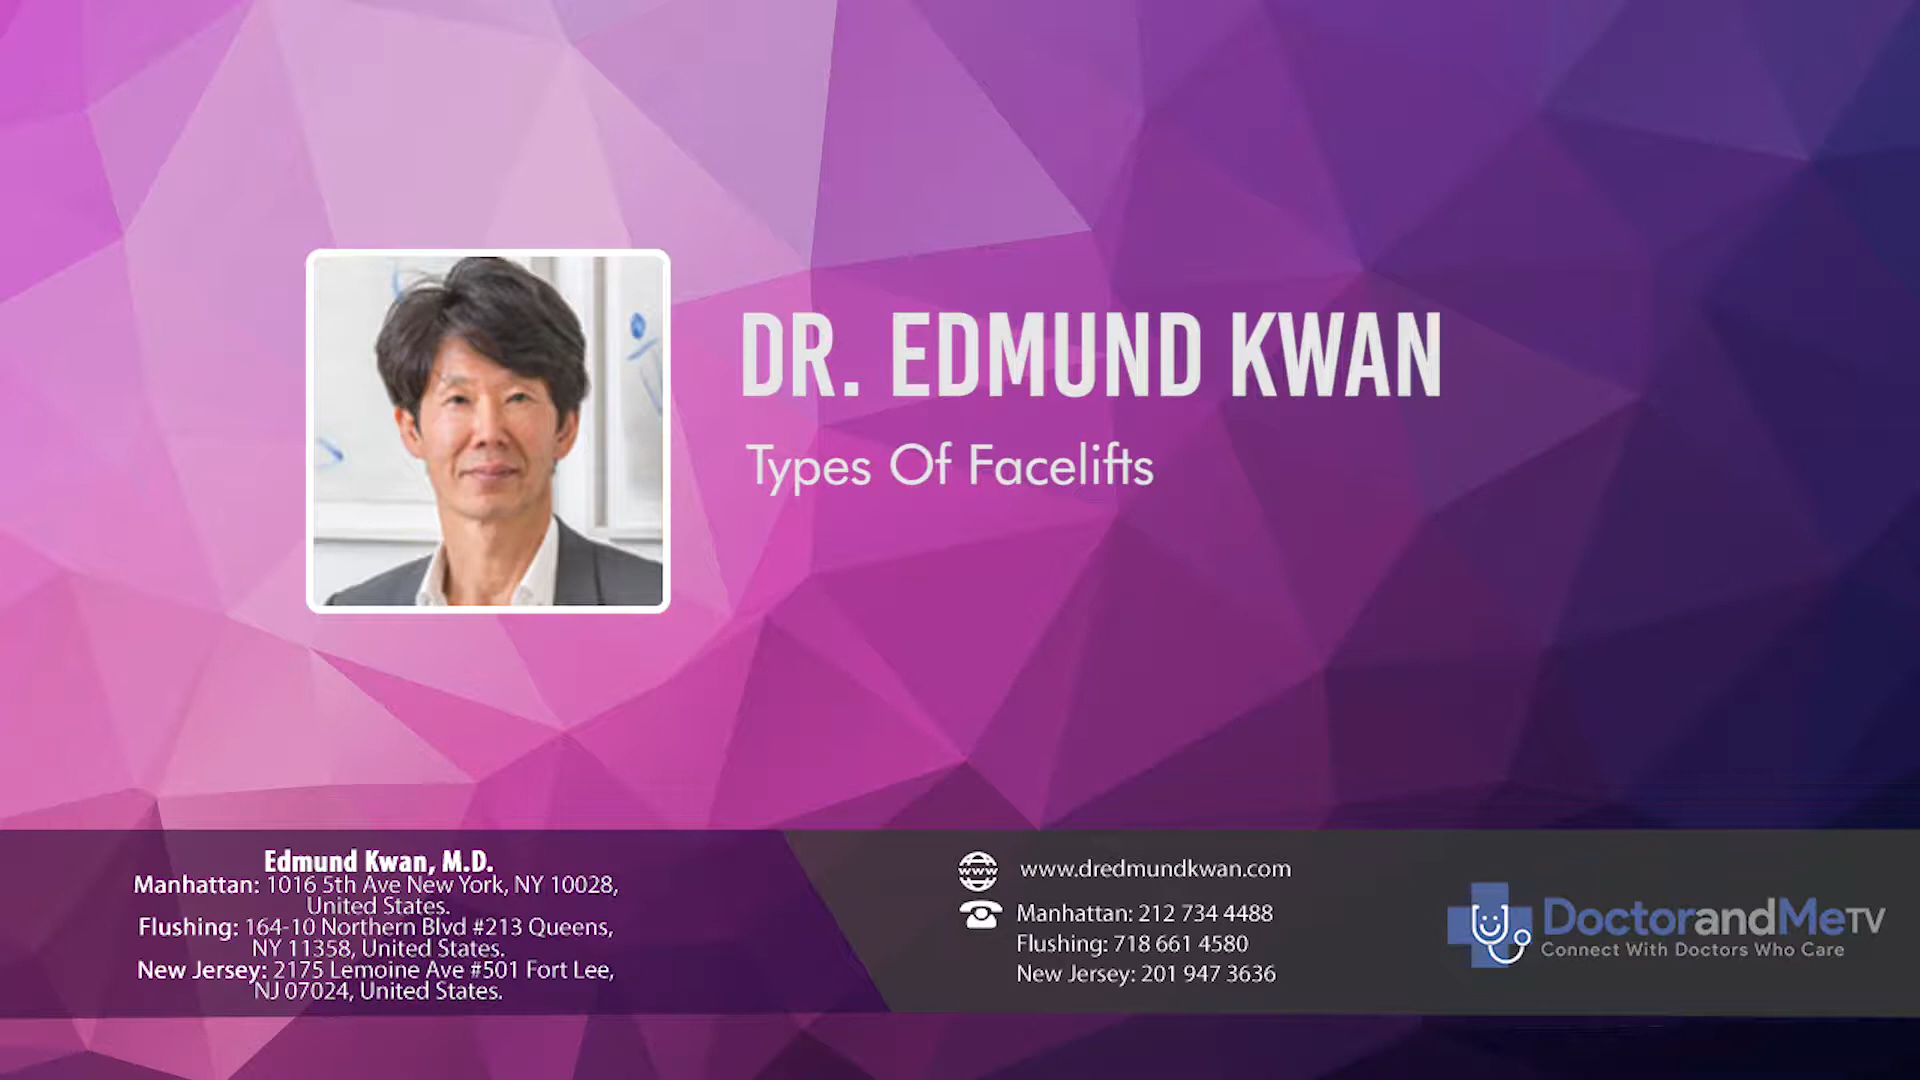 DR. EDMUND KWAN
Types Of Facelifts
Edmund Kwan, M.D.
Manhattan: 1016 5th Ave New York, NY 10028,
United States.
Flushing: 164-10 Northern Blvd #213 Queens,
NY 11358, United States.
New Jersey: 2175 Lemoine Ave #501 Fort Lee,
NJ 07024, United States.
www
www.dredmundkwan.com
Manhattan: 212 734 4488
Flushing: 718 661 4580
New Jersey: 201 947 3636
DoctorandMeTV
Connect With Doctors Who Care